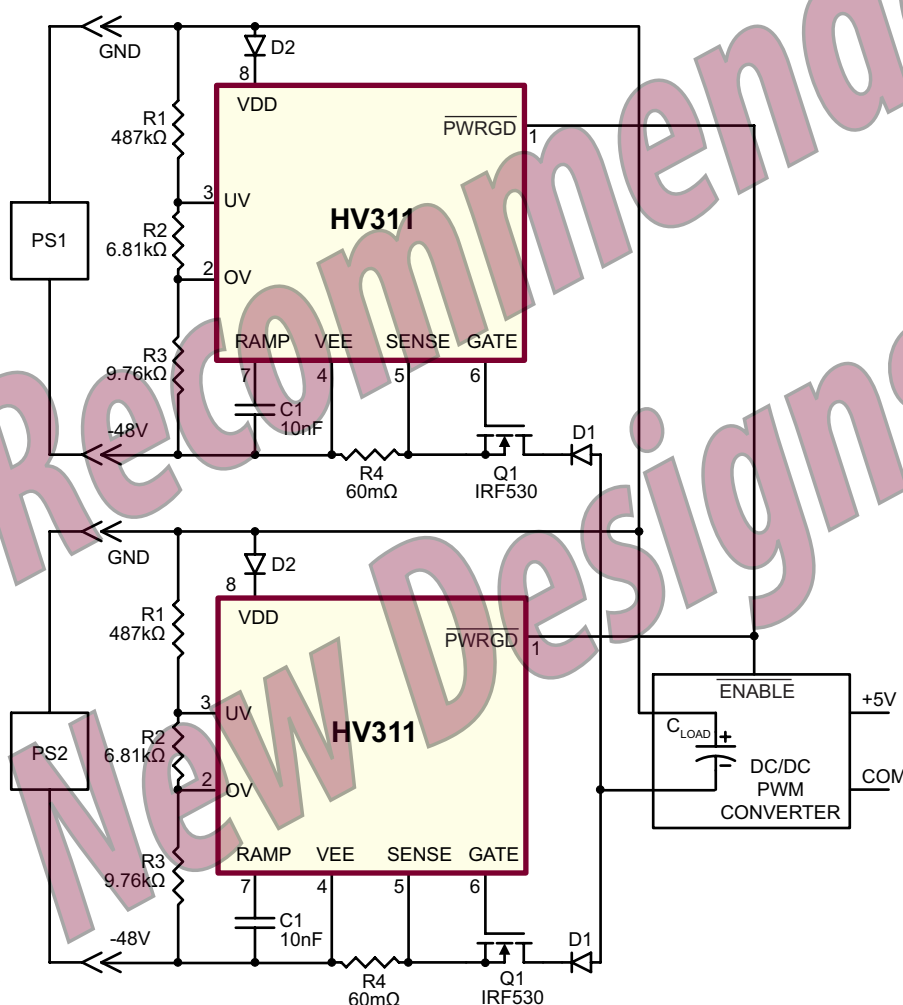 GND
D2
8
VDD
PWRGD
1
R1
487kΩ
3
UV
HV311
PS1
R2
6.81kΩ
2
OV
RAMP
VEE
SENSE
GATE
R3
9.76kΩ
7
4
5
6
C1
10nF
-48V
D1
R4
60mΩ
Q1
IRF530
GND
D2
8
VDD
PWRGD
1
R1
487kΩ
ENABLE
+5V
3
UV
HV311
CLOAD
+
–
PS2
R2
6.81kΩ
2
OV
DC/DC
PWM
CONVERTER
COM
RAMP
VEE
SENSE
GATE
R3
9.76kΩ
7
4
5
6
C1
10nF
-48V
D1
R4
60mΩ
Q1
IRF530
Recommenda
New Designs